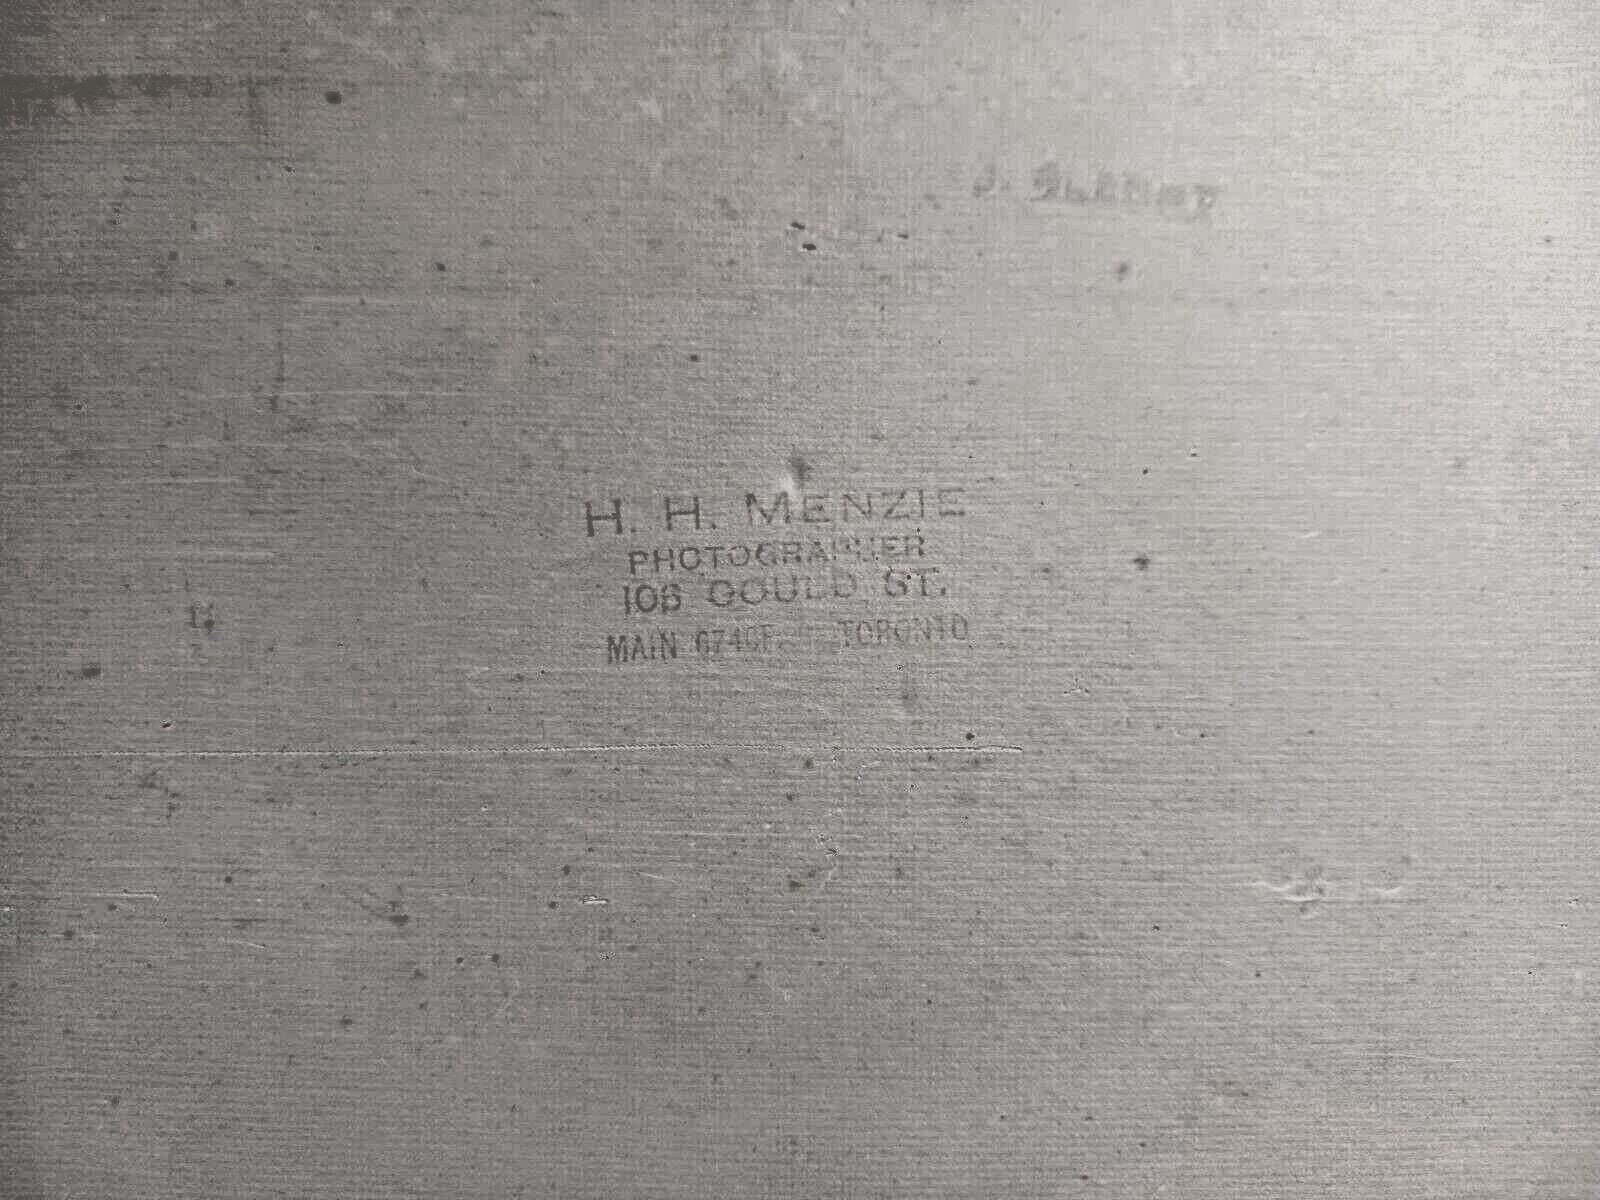 J.
H. H. MENZIE
PHOTOGRAPHER
106 GOULD ST.
MAIN TORONTO